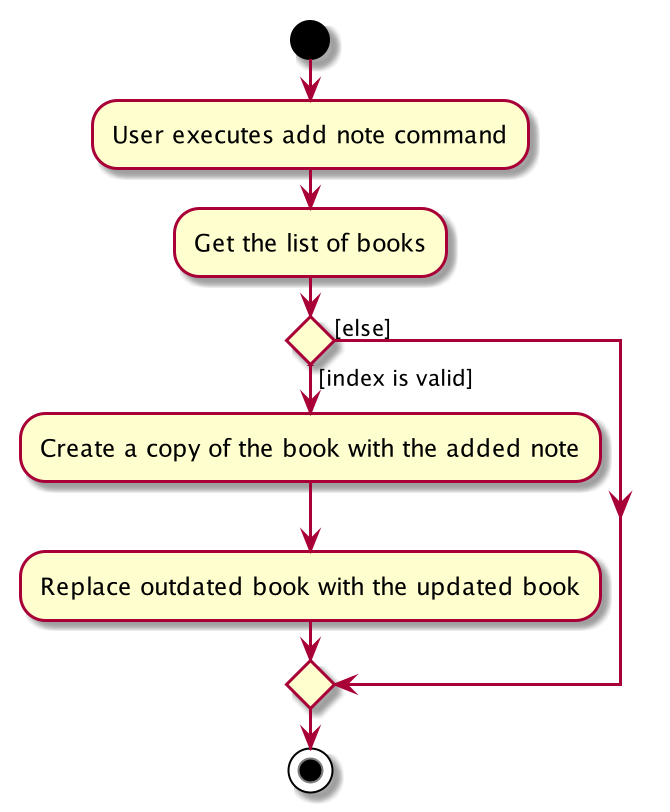 User executes add note command
Get the list of books
[else]
[index is valid]
Create a copy of the book with the added note
Replace outdated book with the updated book